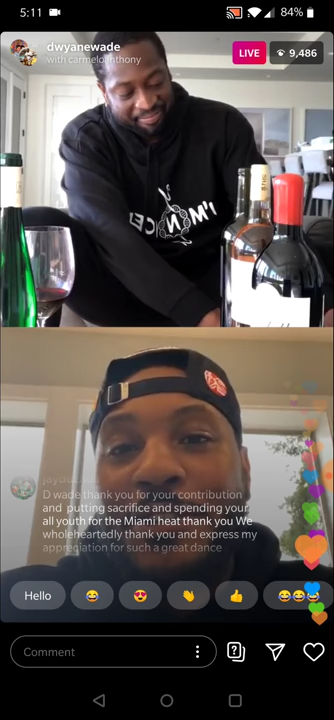 5:11
84%
dwyanewade
with carmeloanthony
LIVE
9,486
I'M
D wade thank you for your contribution
and putting sacrifice and spending your
all youth for the Miami heat thank you We
wholeheartedly thank you and express my
appreciation for such a great dance
Hello
Comment